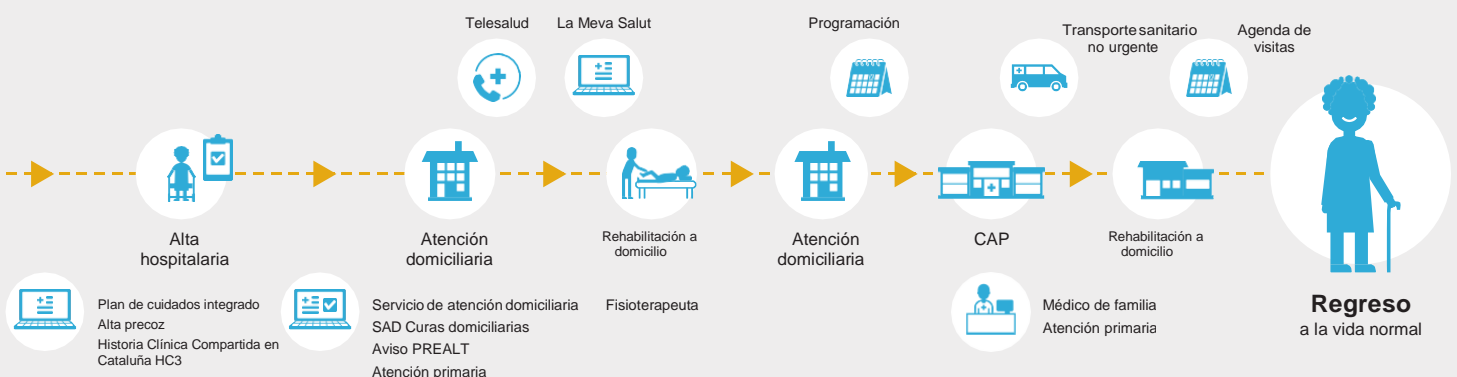 Telesalud
La Meva Salut
Programación
Transporte sanitario
no urgente
Agenda de
visitas
Alta
hospitalaria
Atención
domiciliaria
Rehabilitación a
domicilio
Atención
domiciliaria
CAP
Rehabilitación a
domicilio
Plan de cuidados integrado
Alta precoz
Historia Clínica Compartida en
Cataluña HC3
Servicio de atención domiciliaria
SAD Curas domiciliarias
Aviso PREALT
Atención primaria
Fisioterapeuta
Médico de familia
Atención primaria
Regreso
a la vida normal